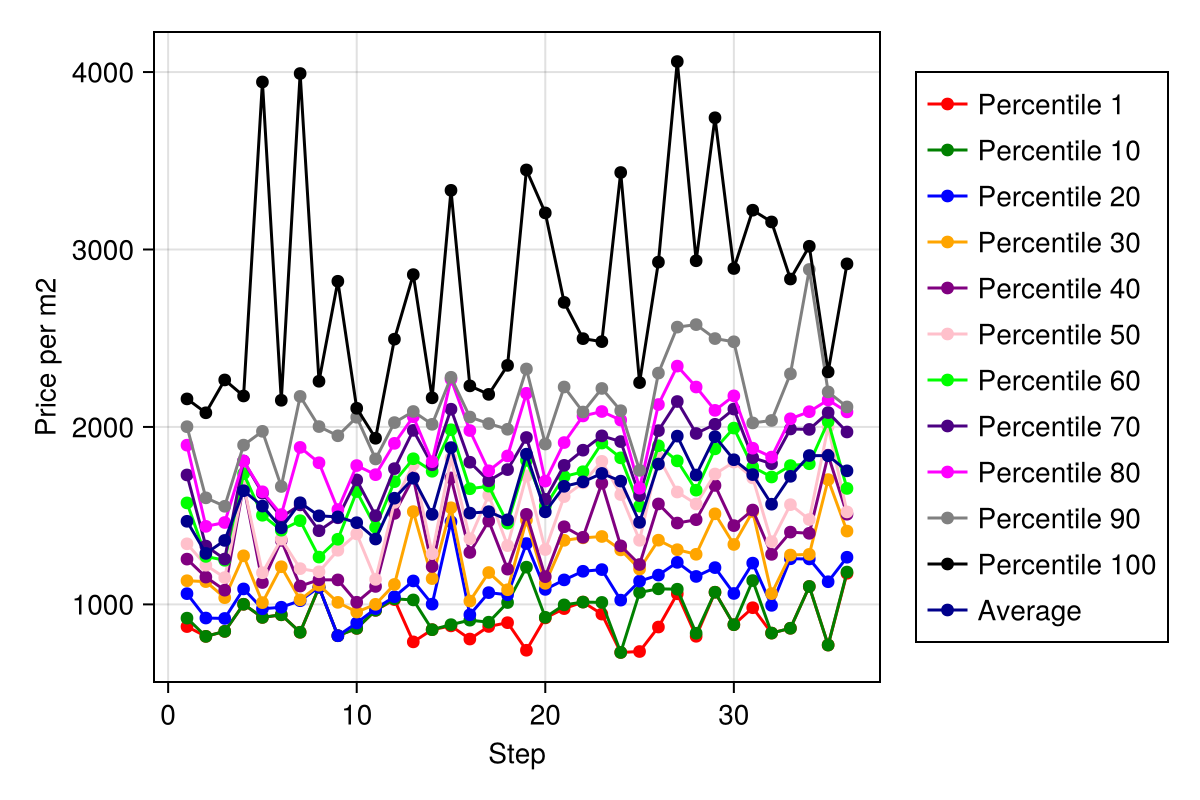 4000
3000
2000
1000
Price per m2
0
10
20
30
Step
Percentile 1
Percentile 10
Percentile 20
Percentile 30
Percentile 40
Percentile 50
Percentile 60
Percentile 70
Percentile 80
Percentile 90
Percentile 100
Average